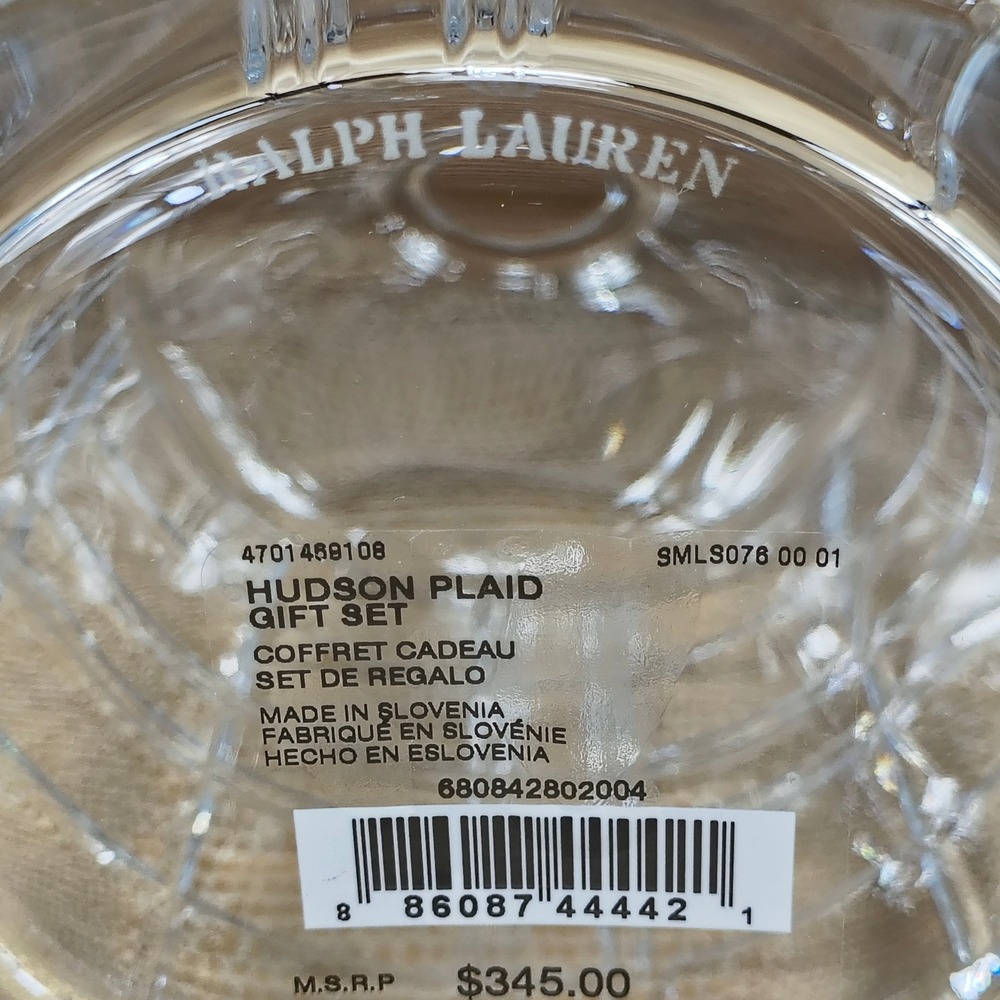 RALPH LAUREN
4701469108 SMLS076 00 01
HUDSON PLAID
GIFT SET
COFFRET CADEAU
SET DE REGALO
MADE IN SLOVENIA
FABRIQUÉ EN SLOVÉNIE
HECHO EN ESLOVENIA
680842802004
8 86087 44442 1
M.S.R.P $345.00